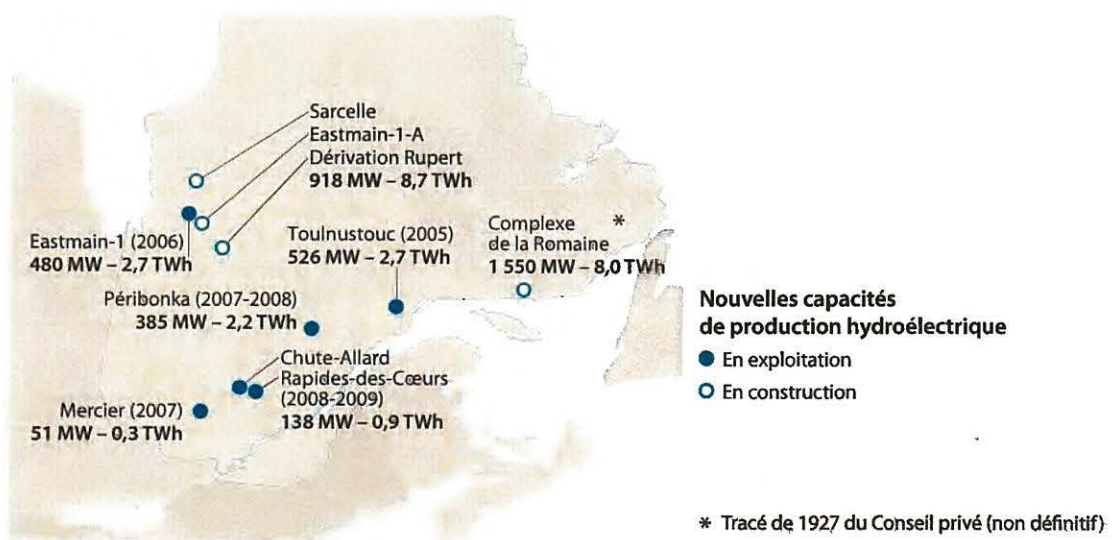 Sarcelle
Eastmain-1-A
Dérivation Rupert
918 MW – 8,7 TWh
Eastmain-1 (2006)
480 MW – 2,7 TWh
Toulnustouc (2005)
526 MW – 2,7 TWh
Complexe *
de la Romaine
1 550 MW – 8,0 TWh
Péribonka (2007-2008)
385 MW – 2,2 TWh
Chute-Allard
Rapides-des-Cœurs
(2008-2009)
138 MW – 0,9 TWh
Mercier (2007)
51 MW – 0,3 TWh
Nouvelles capacités
de production hydroélectrique
En exploitation
En construction
* Tracé de 1927 du Conseil privé (non définitif)